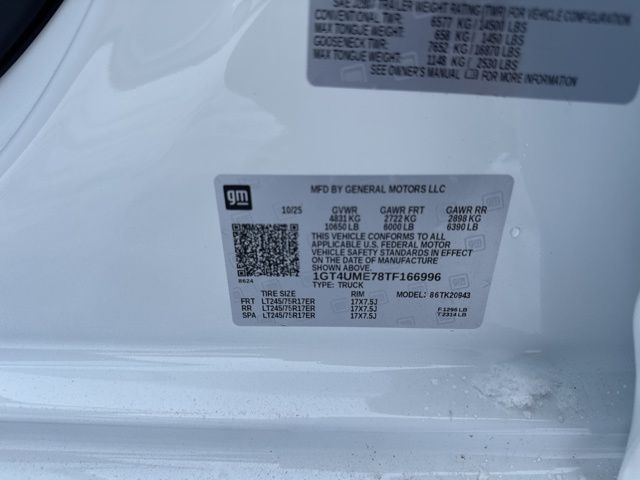 SAE J2807 TRAILER WEIGHT RATING (TWR) FOR VEHICLE CONFIGURATION
CONVENTIONAL TWR: 6577 KG / 14500 LBS
MAX TONGUE WEIGHT: 658 KG / 1450 LBS
GOOSENECK TWR: 7652 KG / 16870 LBS
MAX TONGUE WEIGHT: 1148 KG / 2530 LBS
SEE OWNER'S MANUAL FOR MORE INFORMATION
gm
MFD BY GENERAL MOTORS LLC
10/25 GVWR GAWR FRT GAWR RR
4831 KG 2722 KG 2898 KG
10650 LB 6000 LB 6390 LB
THIS VEHICLE CONFORMS TO ALL
APPLICABLE U.S. FEDERAL MOTOR
VEHICLE SAFETY STANDARDS IN EFFECT
ON THE DATE OF MANUFACTURE
SHOWN ABOVE.
1GT4UME78TF166996
8624 TYPE: TRUCK
TIRE SIZE RIM MODEL: 86TK20943
FRT LT245/75R17ER 17X7.5J
RR LT245/75R17ER 17X7.5J F:1296 LB
SPA LT245/75R17ER 17X7.5J T:2314 LB